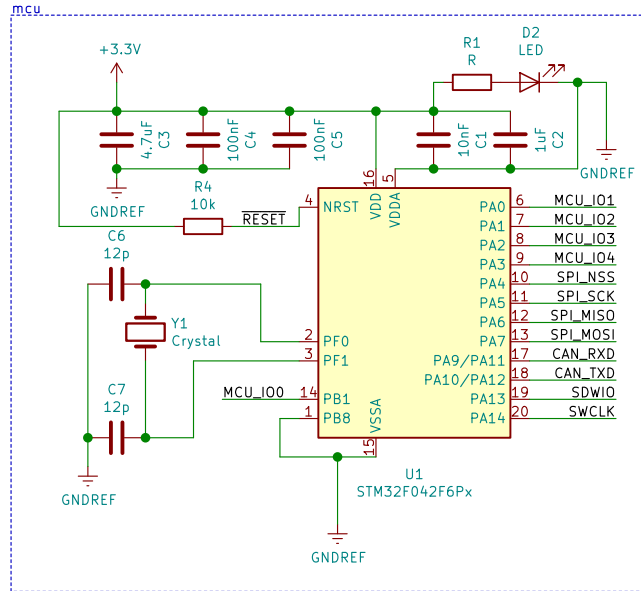 mcu
+3.3V
D2
LED
R1
R
4.7uF
C3
100nF
C4
100nF
C5
10nF
C1
1uF
C2
GNDREF
GNDREF
R4
10k
RESET
16
VDD
5
VDDA
4
NRST
PA0
6
MCU_IO1
PA1
7
MCU_IO2
PA2
8
MCU_IO3
PA3
9
MCU_IO4
PA4
10
SPI_NSS
PA5
11
SPI_SCK
PA6
12
SPI_MISO
PA7
13
SPI_MOSI
PA9/PA11
17
CAN_RXD
PA10/PA12
18
CAN_TXD
PA13
19
SDWIO
PA14
20
SWCLK
C6
12p
Y1
Crystal
2
PF0
3
PF1
C7
12p
MCU_IO0
14
PB1
1
PB8
VSSA
15
U1
STM32F042F6Px
GNDREF
GNDREF